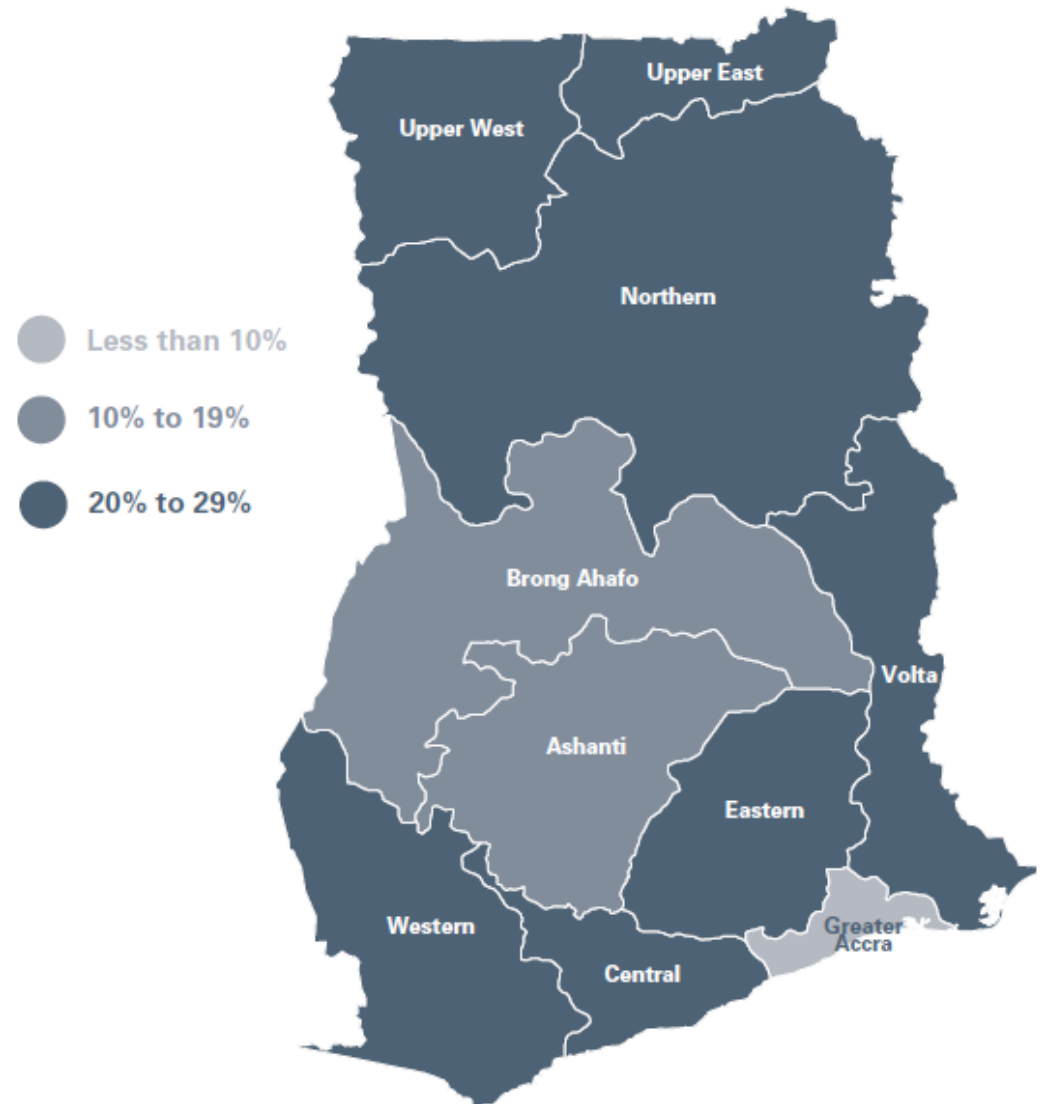 Upper East
Upper West
Northern
Less than 10%
10% to 19%
20% to 29%
Brong Ahafo
Volta
Ashanti
Eastern
Western
Greater
Accra
Central